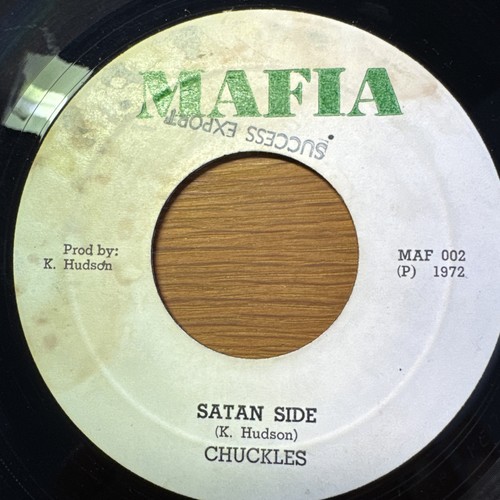 MAFIA
SUCCESS EXPORT
Prod by:
K. Hudson
MAF 002
(P) 1972
SATAN SIDE
(K. Hudson)
CHUCKLES